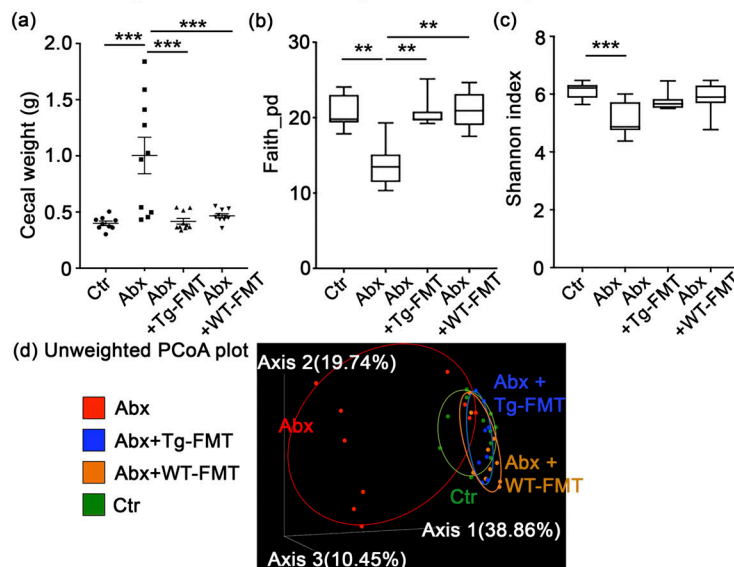 (a)
***
***
***
Cecal weight (g)
2.0
1.5
1.0
0.5
0
Ctr
Abx
Abx
+Tg-FMT
Abx
+WT-FMT
(b)
**
**
**
Faith_pd
30
20
10
0
Ctr
Abx
Abx
+Tg-FMT
Abx
+WT-FMT
(c)
***
Shannon index
8
6
4
2
0
Ctr
Abx
Abx
+Tg-FMT
Abx
+WT-FMT
(d) Unweighted PCoA plot
Abx
Abx+Tg-FMT
Abx+WT-FMT
Ctr
Axis 2(19.74%)
Abx
Abx +
Tg-FMT
Abx +
WT-FMT
Ctr
Axis 1(38.86%)
Axis 3(10.45%)